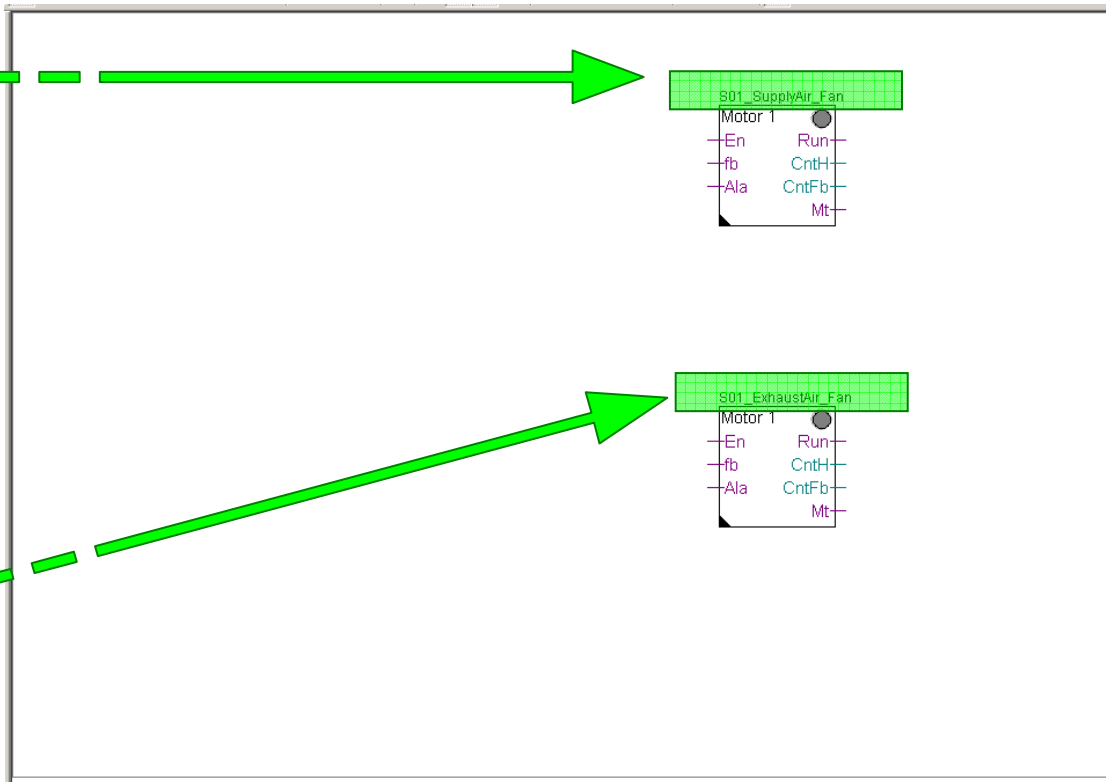 S01_SupplyAir_Fan
Motor 1
En Run
fb CntH
Ala CntFb
Mt
S01_ExhaustAir_Fan
Motor 1
En Run
fb CntH
Ala CntFb
Mt